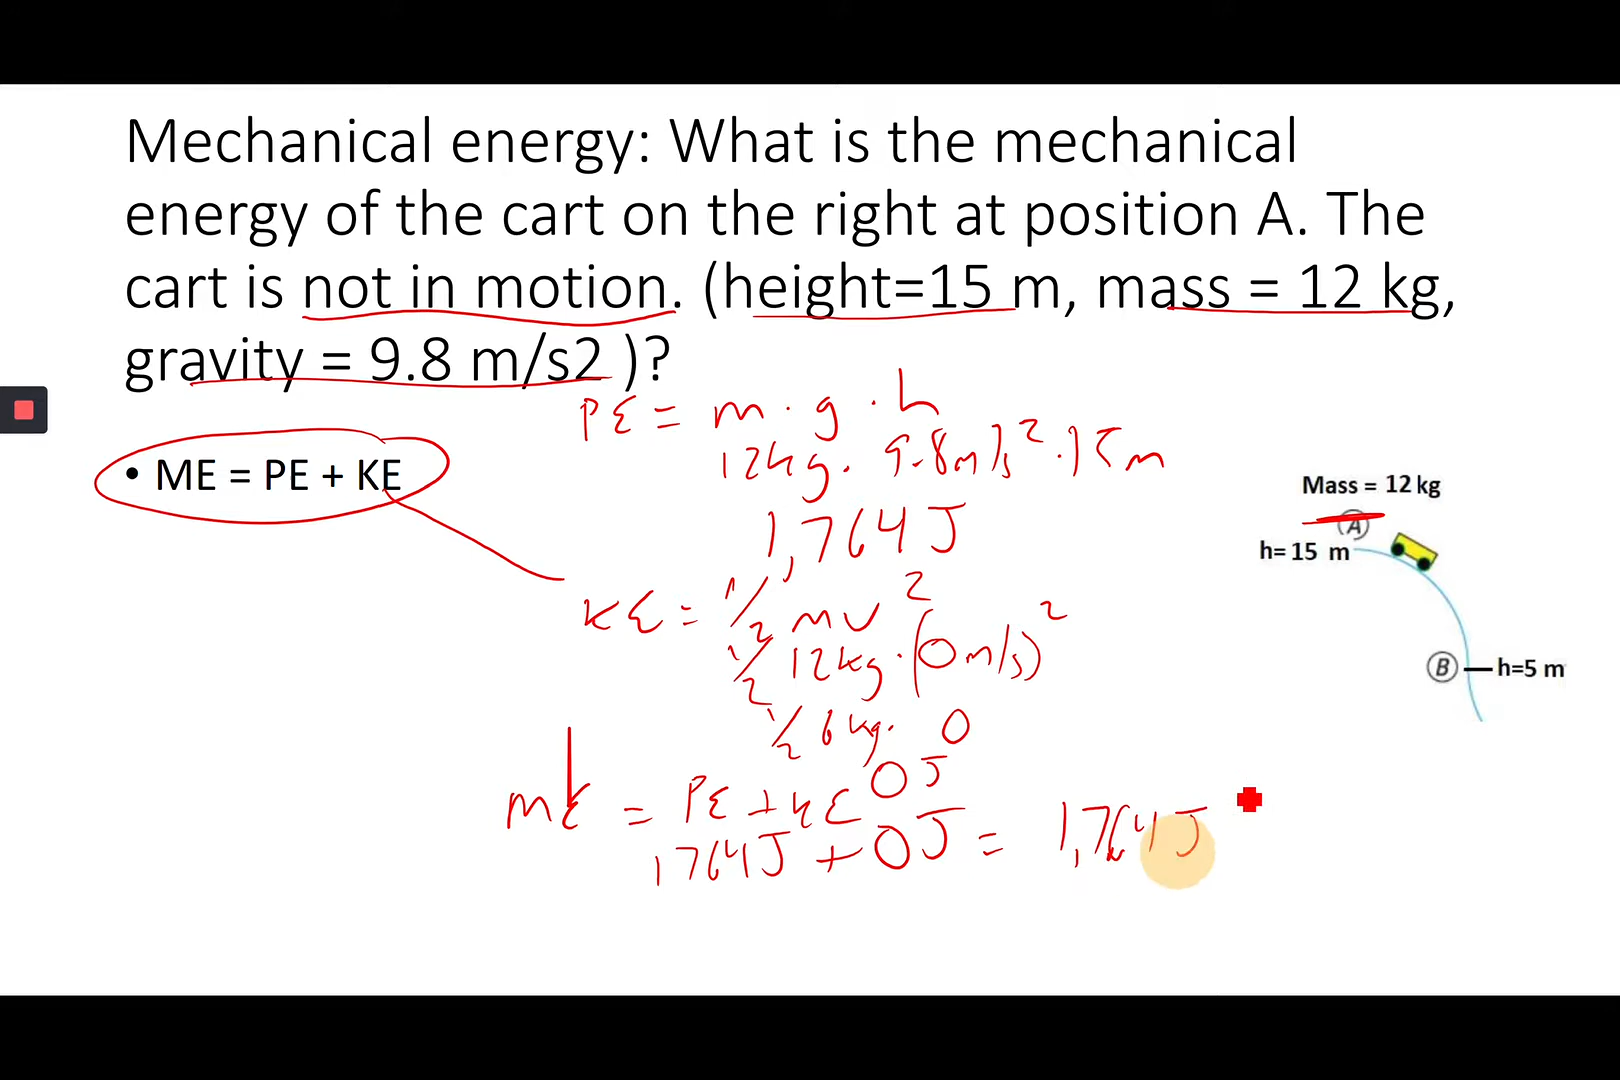 Mechanical energy: What is the mechanical
energy of the cart on the right at position A. The
cart is not in motion. (height=15 m, mass = 12 kg,
gravity = 9.8 m/s2 )?
PE = m · g · h
12kg · 9.8m/s² · 15m
• ME = PE + KE
1,764J
KE = 1/2 mv²
1/2 12kg · (0m/s)²
1/2 6kg · 0
0J
ME = PE + KE
1764J + 0J = 1,764J
Mass = 12 kg
A
h= 15 m
B
h=5 m